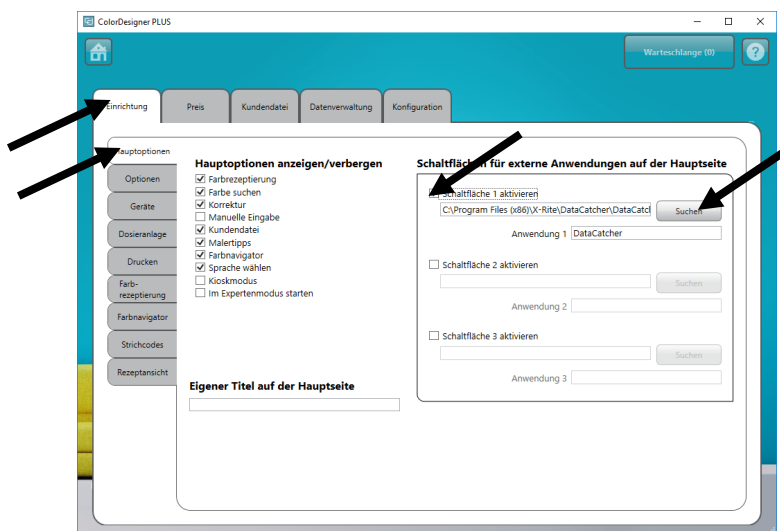 ColorDesigner PLUS
Warteschlange (0)
?
Einrichtung
Preis
Kundendatei
Datenverwaltung
Konfiguration
Hauptoptionen
Optionen
Geräte
Dosieranlage
Drucken
Farb-
rezeptierung
Farbnavigator
Strichcodes
Rezeptansicht
Hauptoptionen anzeigen/verbergen
Farbrezeptierung
Farbe suchen
Korrektur
Manuelle Eingabe
Kundendatei
Malertipps
Farbnavigator
Sprache wählen
Kioskmodus
Im Expertenmodus starten
Eigener Titel auf der Hauptseite
Schaltflächen für externe Anwendungen auf der Hauptseite
Schaltfläche 1 aktivieren
C:\Program Files (x86)\X-Rite\DataCatcher\DataCatcl
Suchen
Anwendung 1 DataCatcher
Schaltfläche 2 aktivieren
Suchen
Anwendung 2
Schaltfläche 3 aktivieren
Suchen
Anwendung 3